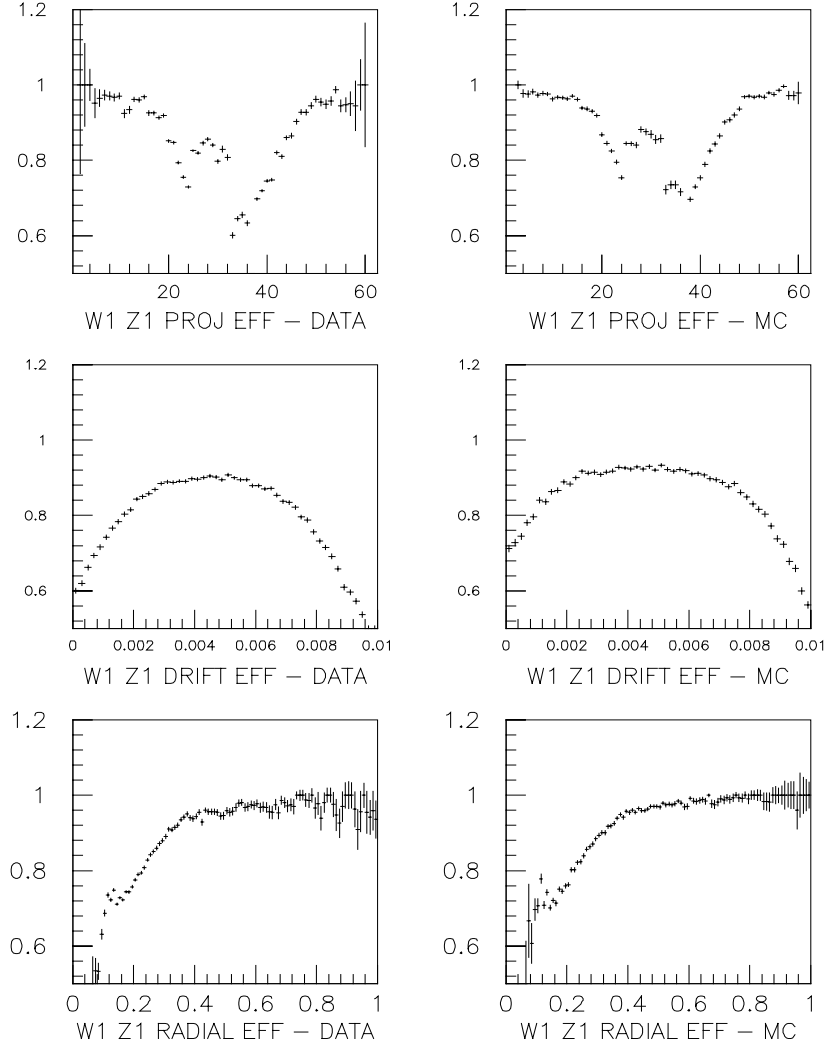 1.2 1.2
1 1
0.8 0.8
0.6 0.6
20 40 60 20 40 60
W1 Z1 PROJ EFF – DATA W1 Z1 PROJ EFF – MC
1.2 1.2
1 1
0.8 0.8
0.6 0.6
0 0.002 0.004 0.006 0.008 0.01 0 0.002 0.004 0.006 0.008 0.01
W1 Z1 DRIFT EFF – DATA W1 Z1 DRIFT EFF – MC
1.2 1.2
1 1
0.8 0.8
0.6 0.6
0 0.2 0.4 0.6 0.8 1 0 0.2 0.4 0.6 0.8 1
W1 Z1 RADIAL EFF – DATA W1 Z1 RADIAL EFF – MC